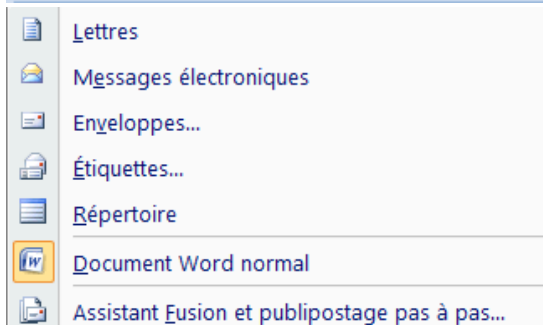 Lettres
Messages électroniques
Enveloppes...
Étiquettes...
Répertoire
Document Word normal
Assistant Fusion et publipostage pas à pas...